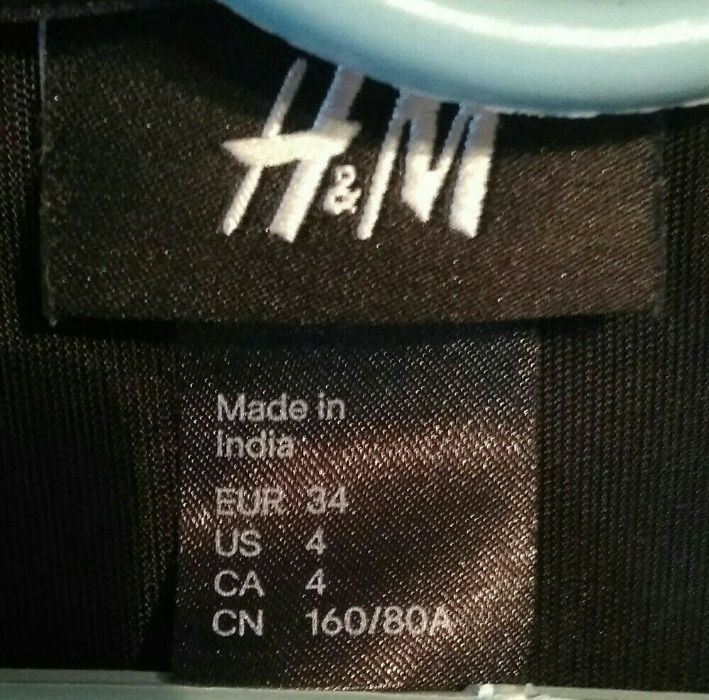 H&M
Made in
India
EUR 34
US 4
CA 4
CN 160/80A